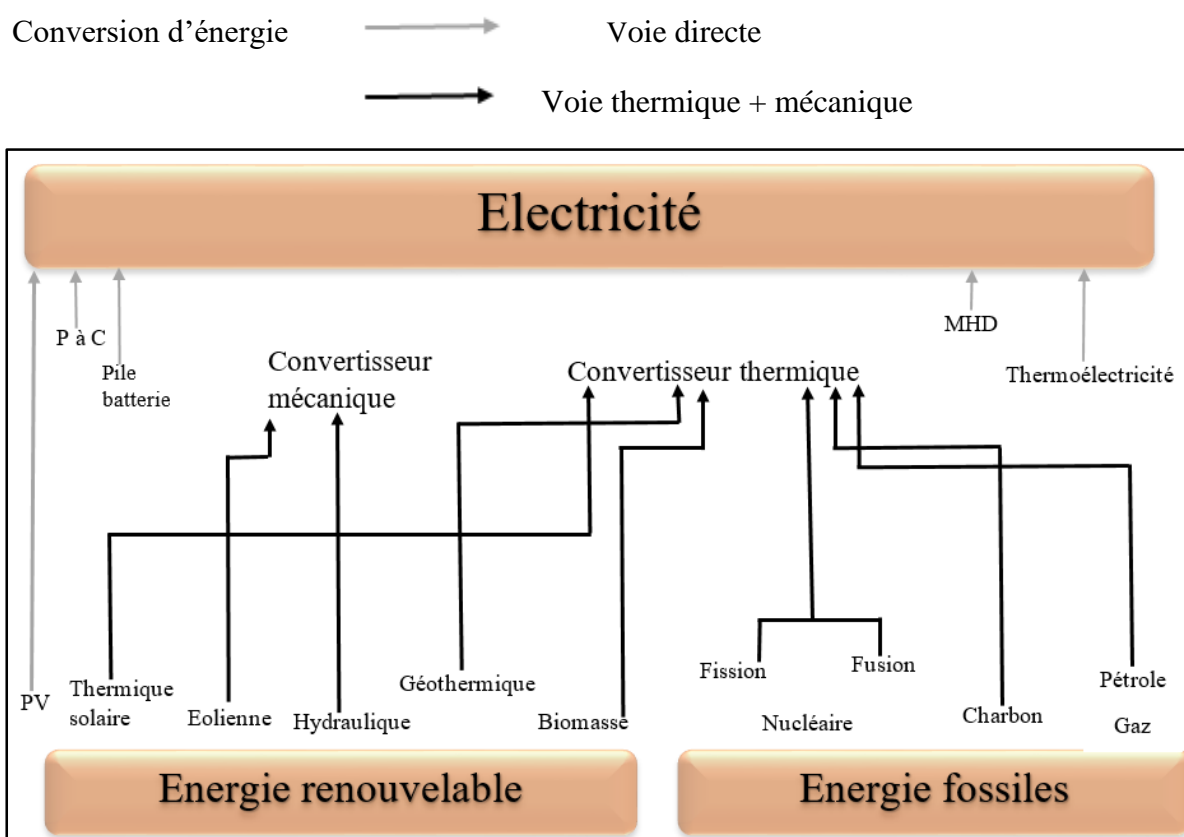 Conversion d’énergie Voie directe
Voie thermique + mécanique
Electricité
P à C
MHD
Pile
batterie
Convertisseur
mécanique
Convertisseur thermique
Thermoélectricité
PV
Thermique
solaire
Eolienne
Hydraulique
Géothermique
Biomasse
Fission
Fusion
Nucléaire
Charbon
Pétrole
Gaz
Energie renouvelable
Energie fossiles